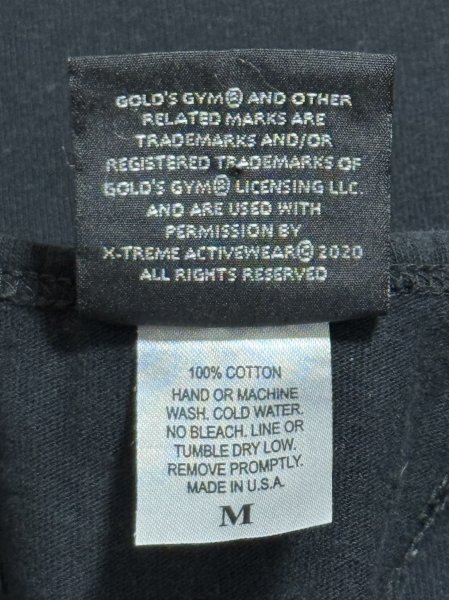 GOLD'S GYM® AND OTHER
RELATED MARKS ARE
TRADEMARKS AND/OR
REGISTERED TRADEMARKS OF
GOLD'S GYM® LICENSING LLC.
AND ARE USED WITH
PERMISSION BY
X-TREME ACTIVEWEAR© 2020
ALL RIGHTS RESERVED
100% COTTON
HAND OR MACHINE
WASH. COLD WATER.
NO BLEACH. LINE OR
TUMBLE DRY LOW.
REMOVE PROMPTLY.
MADE IN U.S.A.
M